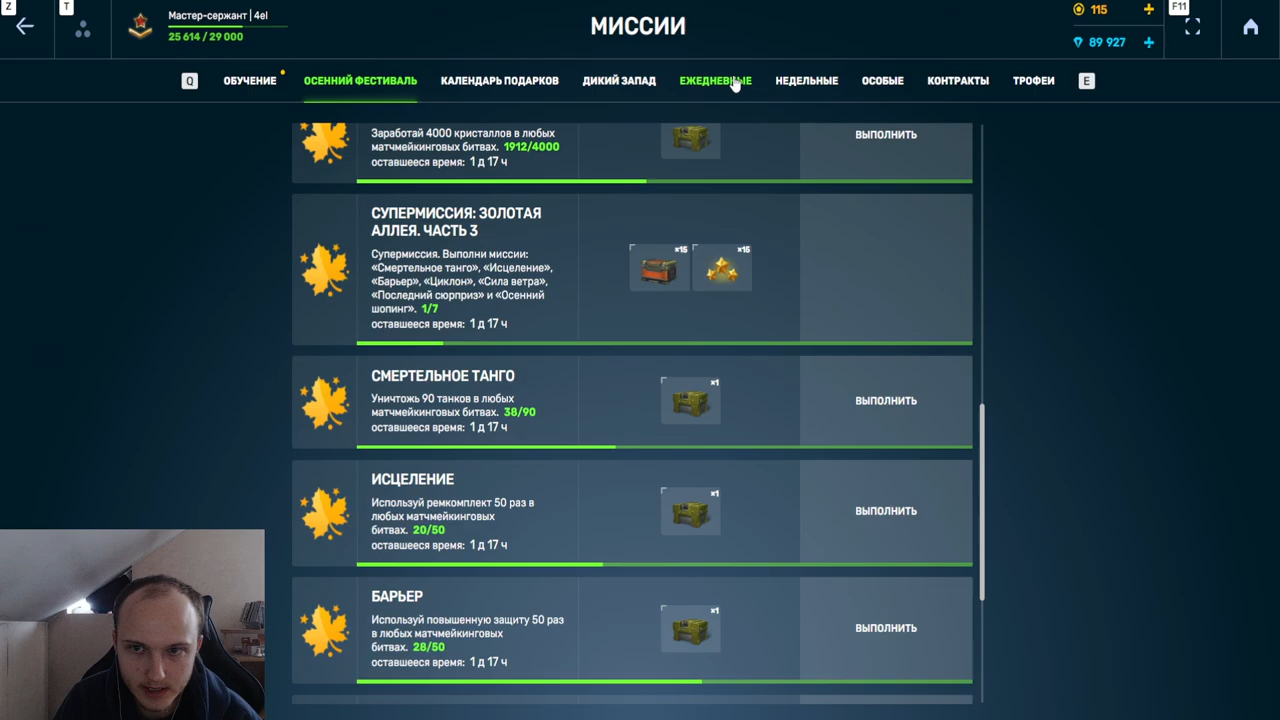 Z
T
Мастер-сержант | 4el
25 614 / 29 000
МИССИИ
115
89 927
F11
Q
ОБУЧЕНИЕ
ОСЕННИЙ ФЕСТИВАЛЬ
КАЛЕНДАРЬ ПОДАРКОВ
ДИКИЙ ЗАПАД
ЕЖЕДНЕВНЫЕ
НЕДЕЛЬНЫЕ
ОСОБЫЕ
КОНТРАКТЫ
ТРОФЕИ
E
Заработай 4000 кристаллов в любых
матчмейкинговых битвах. 1912/4000
оставшееся время: 1 д 17 ч
ВЫПОЛНИТЬ
СУПЕРМИССИЯ: ЗОЛОТАЯ
АЛЛЕЯ. ЧАСТЬ 3
Супермиссия. Выполни миссии:
«Смертельное танго», «Исцеление»,
«Барьер», «Циклон», «Сила ветра»,
«Последний сюрприз» и «Осенний
шопинг». 1/7
оставшееся время: 1 д 17 ч
x15
x15
СМЕРТЕЛЬНОЕ ТАНГО
Уничтожь 90 танков в любых
матчмейкинговых битвах. 38/90
оставшееся время: 1 д 17 ч
x1
ВЫПОЛНИТЬ
ИСЦЕЛЕНИЕ
Используй ремкомплект 50 раз в
любых матчмейкинговых
битвах. 20/50
оставшееся время: 1 д 17 ч
x1
ВЫПОЛНИТЬ
БАРЬЕР
Используй повышенную защиту 50 раз
в любых матчмейкинговых
битвах. 28/50
оставшееся время: 1 д 17 ч
x1
ВЫПОЛНИТЬ